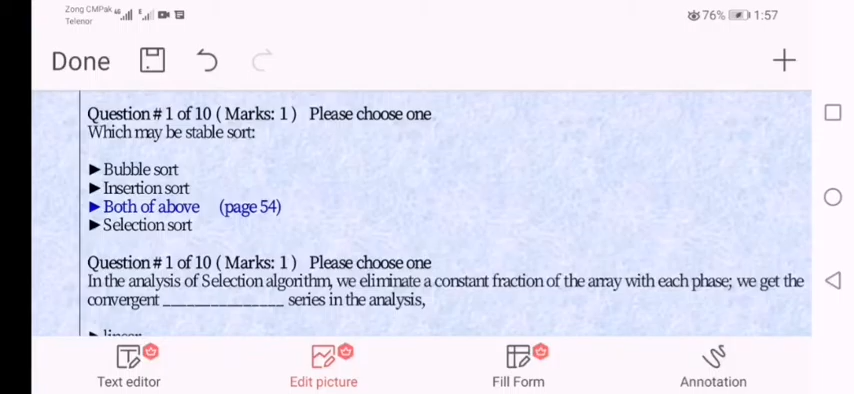 Zong CMPak 4G E 76% 1:57
Telenor
Done
Question # 1 of 10 ( Marks: 1 ) Please choose one
Which may be stable sort:
►Bubble sort
►Insertion sort
►Both of above (page 54)
►Selection sort
Question # 1 of 10 ( Marks: 1 ) Please choose one
In the analysis of Selection algorithm, we eliminate a constant fraction of the array with each phase; we get the
convergent _______________ series in the analysis,
► linear
Text editor Edit picture Fill Form Annotation